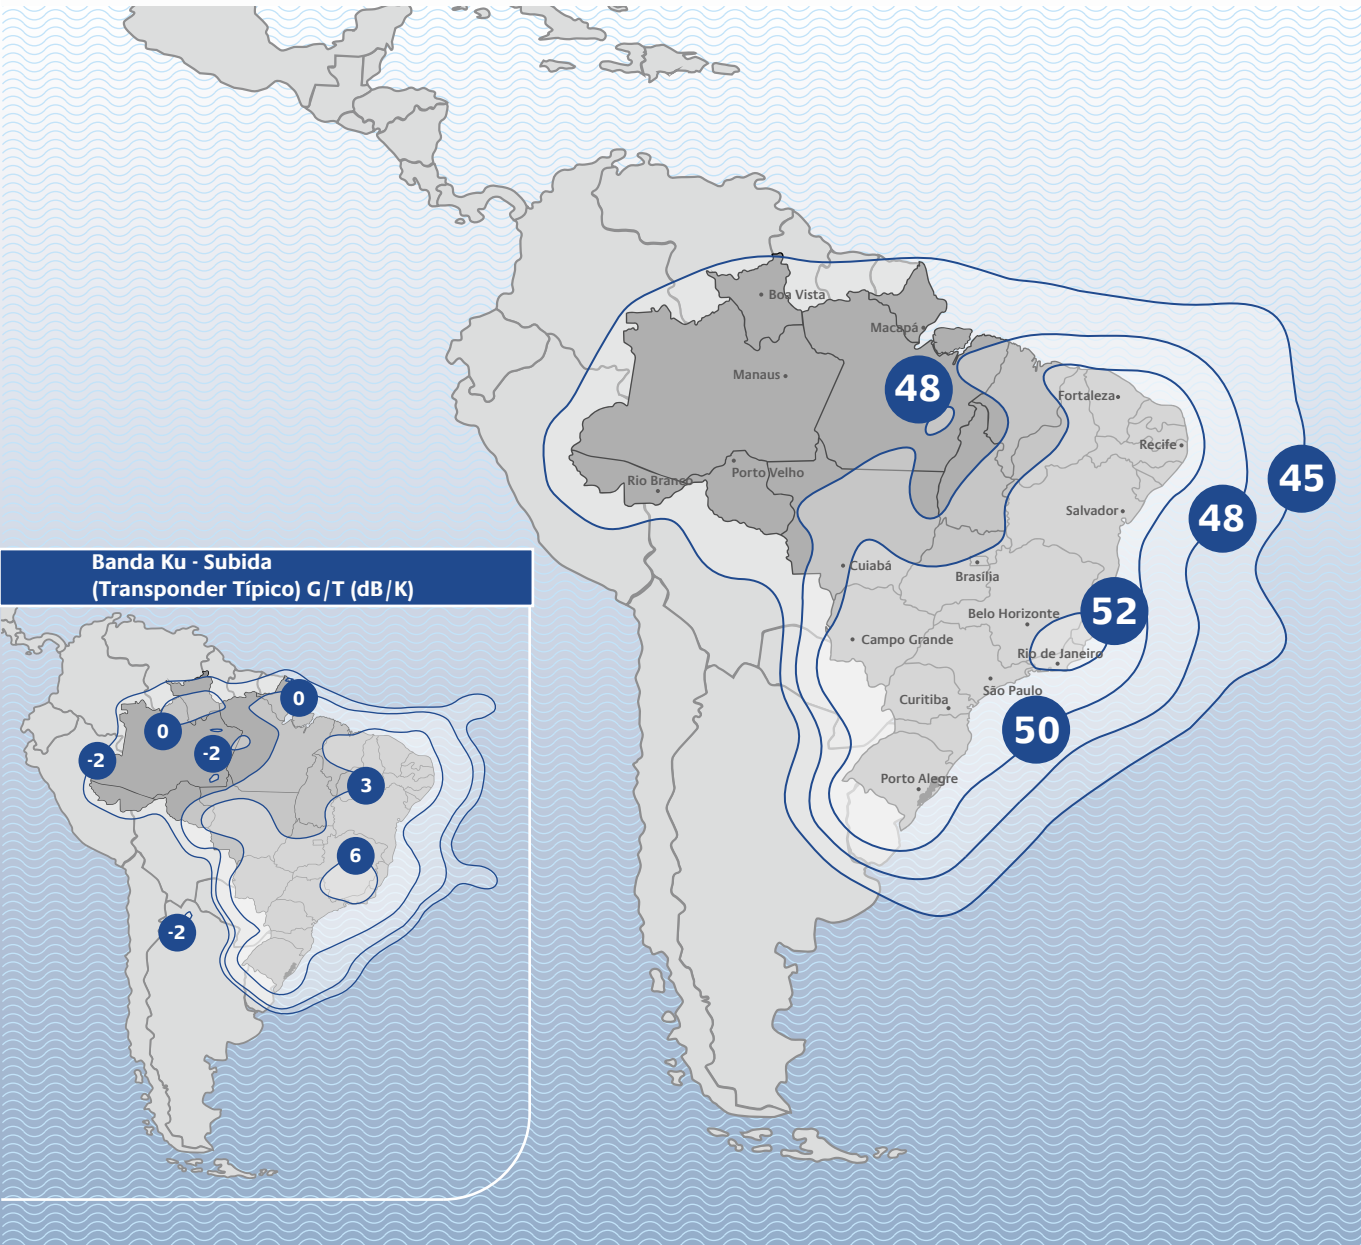 Boa Vista
Macapá
Manaus
48
Fortaleza
Recife
Porto Velho
Rio Branco
45
Salvador
48
Cuiabá
Brasília
Belo Horizonte
52
Campo Grande
Rio de Janeiro
São Paulo
Curitiba
50
Porto Alegre
Banda Ku - Subida
(Transponder Típico) G/T (dB/K)
0
0
-2
-2
3
6
-2